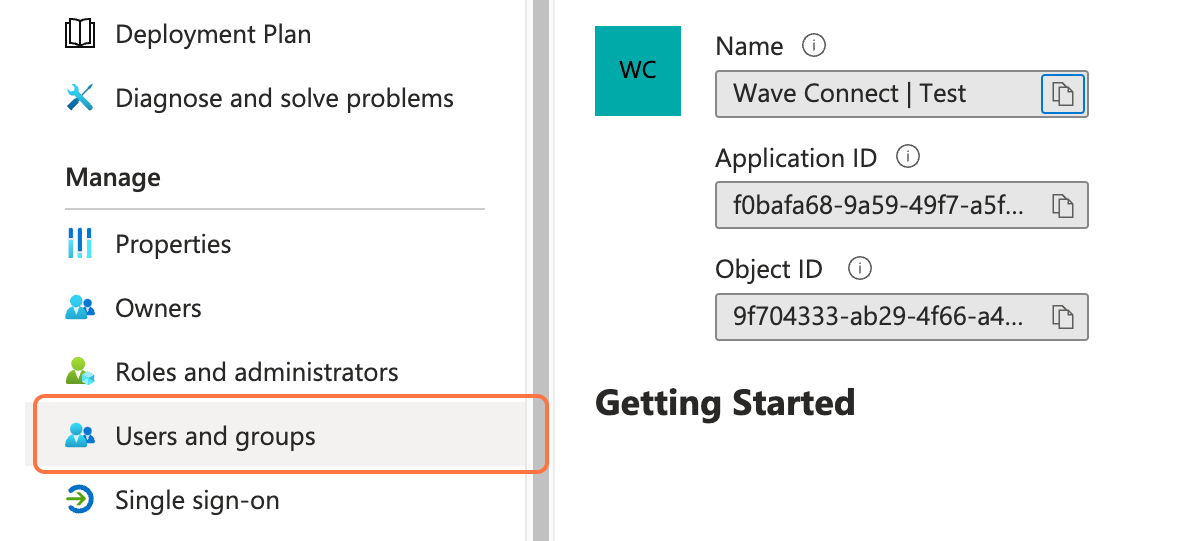 Deployment Plan
Diagnose and solve problems
Manage
Properties
Owners
Roles and administrators
Users and groups
Single sign-on
WC
Name
Wave Connect | Test
Application ID
f0bafa68-9a59-49f7-a5f...
Object ID
9f704333-ab29-4f66-a4...
Getting Started